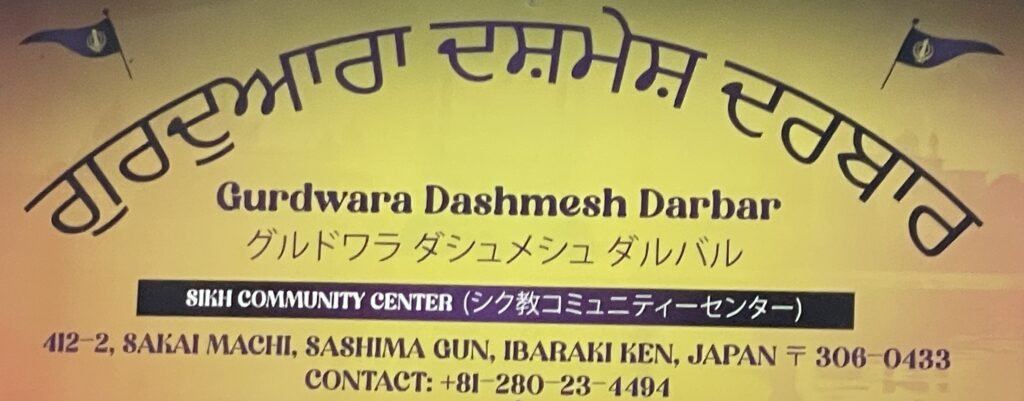 ਗੁਰਦੁਆਰਾ ਦਸ਼ਮੇਸ਼ ਦਰਬਾਰ
Gurdwara Dashmesh Darbar
グルドワラ ダシュメシュ ダルバル
SIKH COMMUNITY CENTER (シク教コミュニティーセンター)
412-2, SAKAI MACHI, SASHIMA GUN, IBARAKI KEN, JAPAN 〒 306-0433
CONTACT: +81-280-23-4494